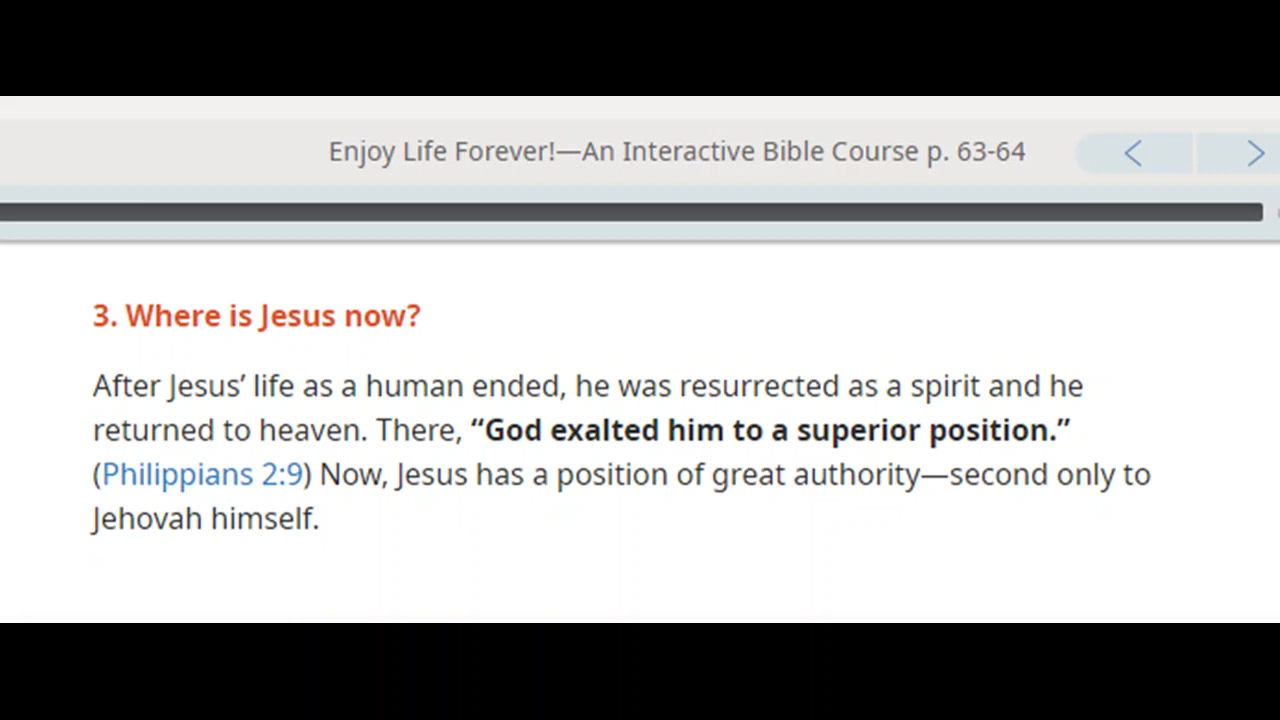 Enjoy Life Forever!—An Interactive Bible Course p. 63-64
3. Where is Jesus now?
After Jesus’ life as a human ended, he was resurrected as a spirit and he
returned to heaven. There, “God exalted him to a superior position.”
(Philippians 2:9) Now, Jesus has a position of great authority—second only to
Jehovah himself.